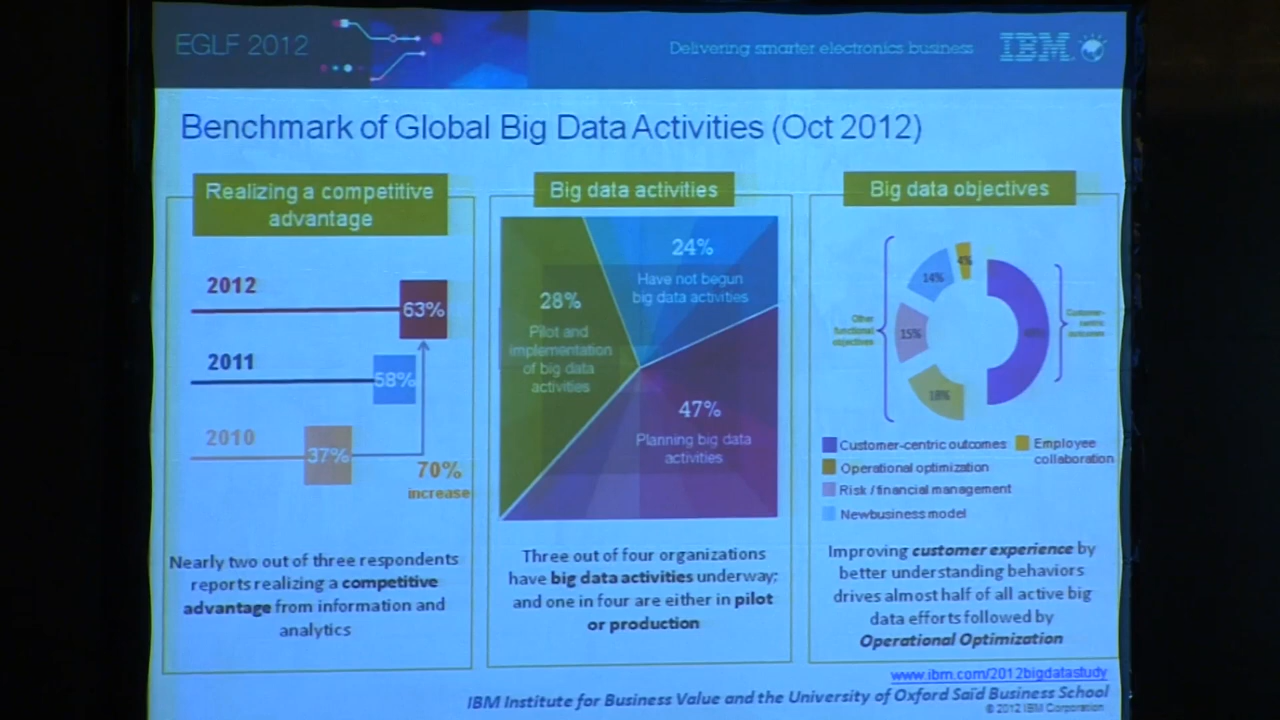 EGLF 2012
Delivering smarter electronics business
IBM
Benchmark of Global Big Data Activities (Oct 2012)
Realizing a competitive
advantage
2012
63%
2011
58%
2010
37%
70%
increase
Nearly two out of three respondents
reports realizing a competitive
advantage from information and
analytics
Big data activities
24%
Have not begun
big data activities
28%
Pilot and
implementation
of big data
activities
47%
Planning big data
activities
Three out of four organizations
have big data activities underway;
and one in four are either in pilot
or production
Big data objectives
4%
14%
15%
18%
Other
functional
objectives
Customer-
centric
outcomes
Customer-centric outcomes
Employee
collaboration
Operational optimization
Risk / financial management
Newbusiness model
Improving customer experience by
better understanding behaviors
drives almost half of all active big
data efforts followed by
Operational Optimization
www.ibm.com/2012bigdatastudy
IBM Institute for Business Value and the University of Oxford Saïd Business School
© 2012 IBM Corporation